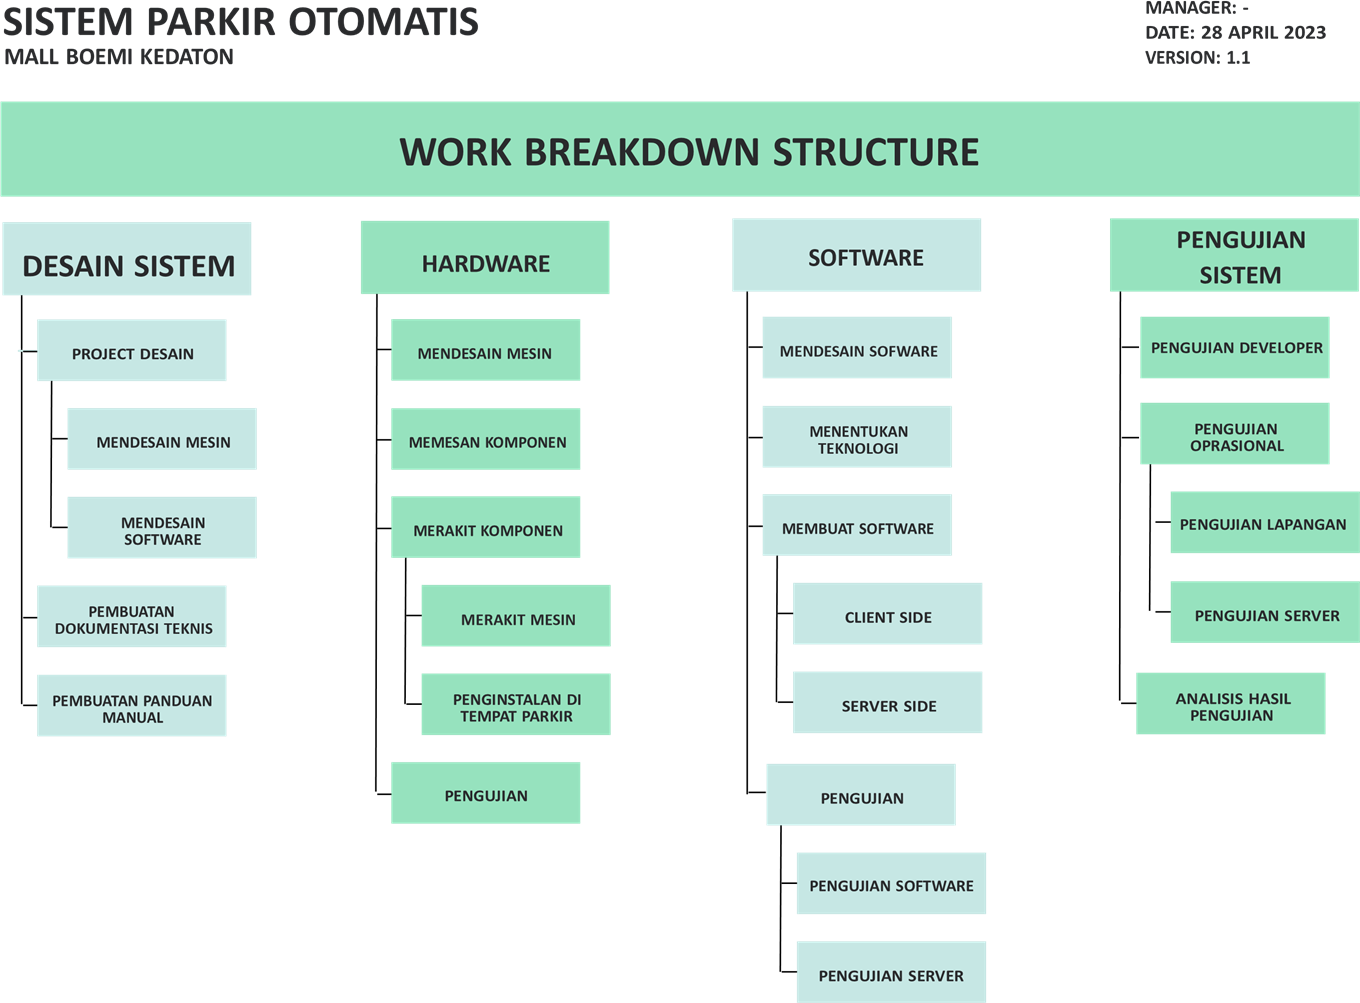 SISTEM PARKIR OTOMATIS
MALL BOEMI KEDATON
MANAGER: -
DATE: 28 APRIL 2023
VERSION: 1.1
WORK BREAKDOWN STRUCTURE
DESAIN SISTEM
PROJECT DESAIN
MENDESAIN MESIN
MENDESAIN
SOFTWARE
PEMBUATAN
DOKUMENTASI TEKNIS
PEMBUATAN PANDUAN
MANUAL
HARDWARE
MENDESAIN MESIN
MEMESAN KOMPONEN
MERAKIT KOMPONEN
MERAKIT MESIN
PENGINSTALAN DI
TEMPAT PARKIR
PENGUJIAN
SOFTWARE
MENDESAIN SOFWARE
MENENTUKAN
TEKNOLOGI
MEMBUAT SOFTWARE
CLIENT SIDE
SERVER SIDE
PENGUJIAN
PENGUJIAN SOFTWARE
PENGUJIAN SERVER
PENGUJIAN
SISTEM
PENGUJIAN DEVELOPER
PENGUJIAN
OPRASIONAL
PENGUJIAN LAPANGAN
PENGUJIAN SERVER
ANALISIS HASIL
PENGUJIAN